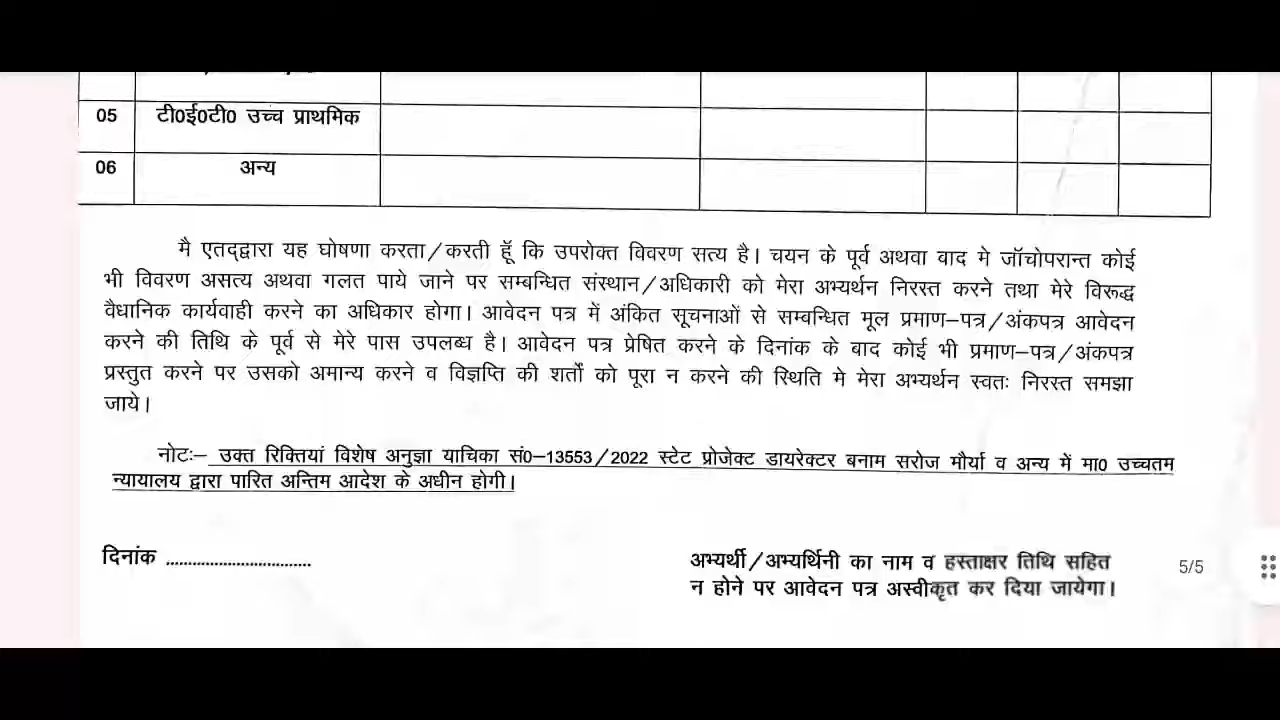 05 टी0ई0टी0 उच्च प्राथमिक
06 अन्य
मै एतद्द्वारा यह घोषणा करता/करती हूँ कि उपरोक्त विवरण सत्य है। चयन के पूर्व अथवा वाद मे जॉचोपरान्त कोई
भी विवरण असत्य अथवा गलत पाये जाने पर सम्बन्धित संस्थान/अधिकारी को मेरा अभ्यर्थन निरस्त करने तथा मेरे विरूद्ध
वैधानिक कार्यवाही करने का अधिकार होगा। आवेदन पत्र में अंकित सूचनाओं से सम्बन्धित मूल प्रमाण–पत्र/अंकपत्र आवेदन
करने की तिथि के पूर्व से मेरे पास उपलब्ध है। आवेदन पत्र प्रेषित करने के दिनांक के बाद कोई भी प्रमाण–पत्र/अंकपत्र
प्रस्तुत करने पर उसको अमान्य करने व विज्ञप्ति की शर्तो को पूरा न करने की स्थिति मे मेरा अभ्यर्थन स्वतः निरस्त समझा
जाये।
नोटः– उक्त रिक्तियां विशेष अनुज्ञा याचिका सं0–13553/2022 स्टेट प्रोजेक्ट डायरेक्टर बनाम सरोज मौर्या व अन्य में मा0 उच्चतम
न्यायालय द्वारा पारित अन्तिम आदेश के अधीन होगी।
दिनांक ................................
अभ्यर्थी/अभ्यर्थिनी का नाम व हस्ताक्षर तिथि सहित
न होने पर आवेदन पत्र अस्वीकृत कर दिया जायेगा।
5/5